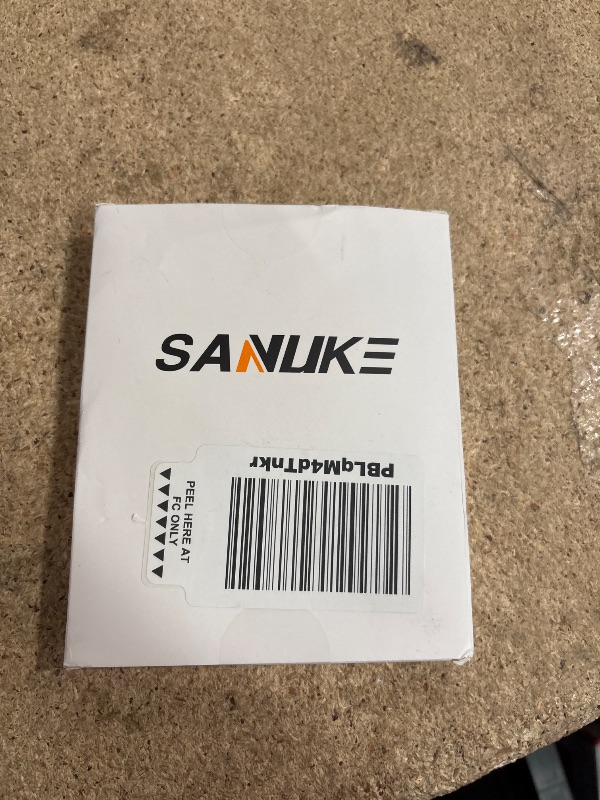 SANUKE
PBLqM4dTnkr
PEEL HERE AT
FC ONLY